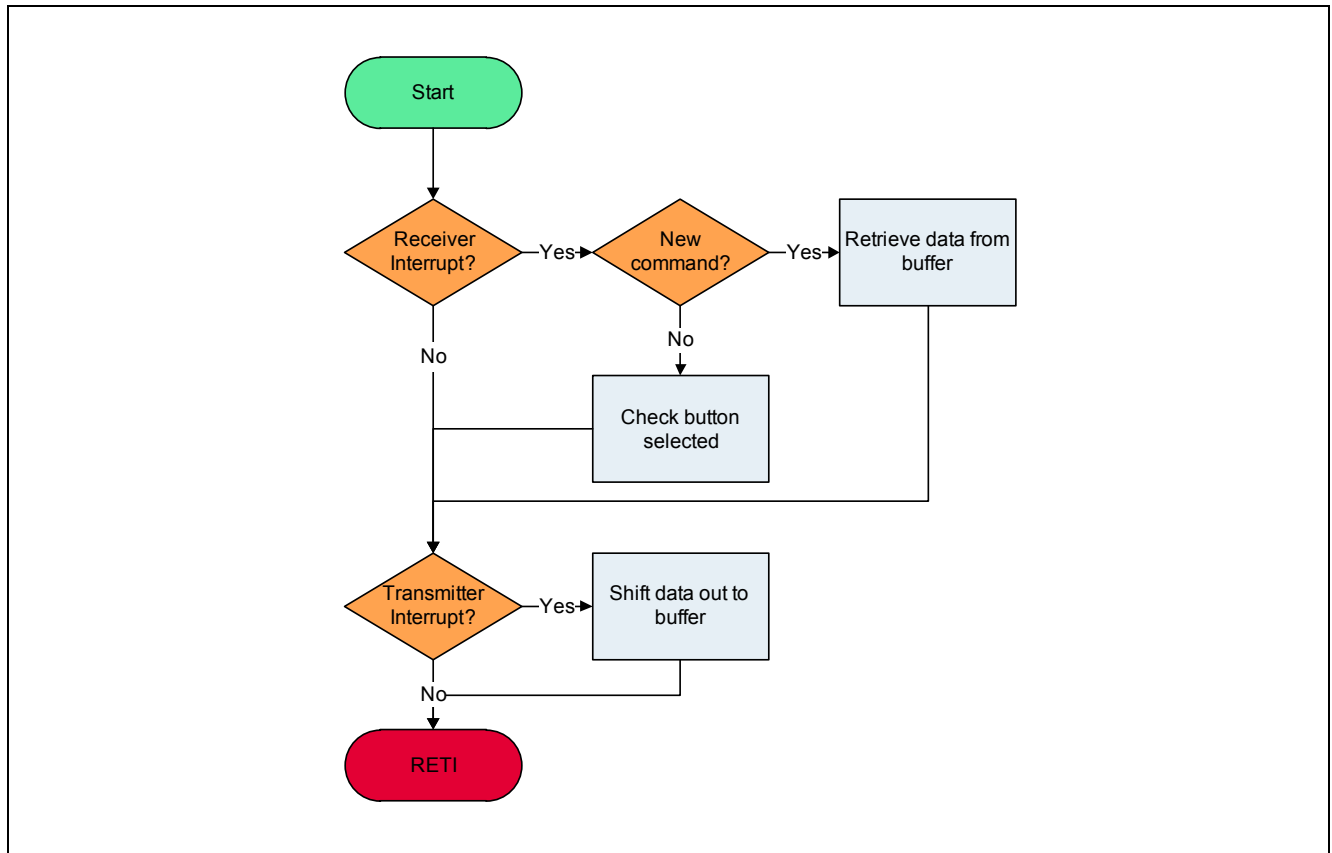 Start
Receiver
Interrupt?
Yes
New
command?
Yes
Retrieve data from
buffer
No
No
Check button
selected
Transmitter
Interrupt?
Yes
Shift data out to
buffer
No
RETI